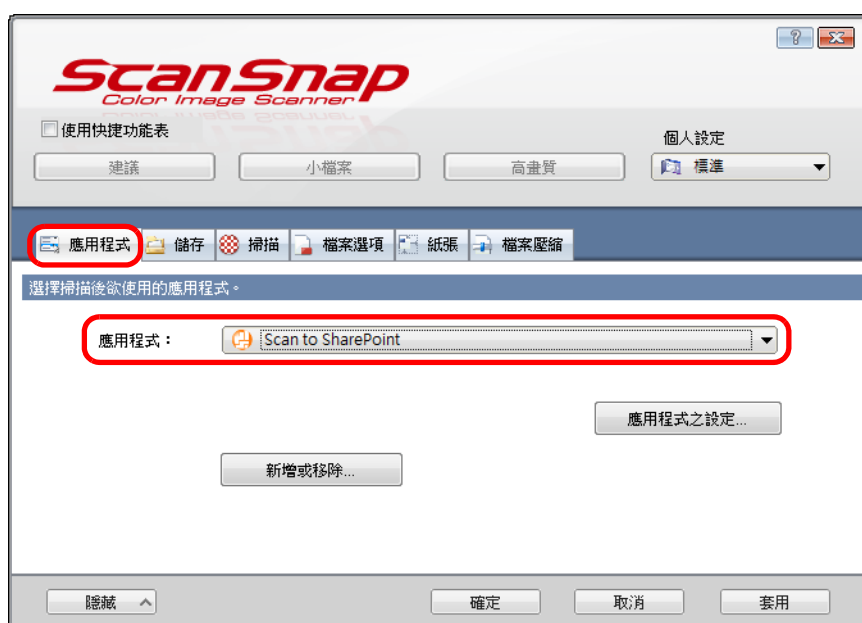 ScanSnap
Color Image Scanner
使用快捷功能表
個人設定
建議 小檔案 高畫質 標準
應用程式 儲存 掃描 檔案選項 紙張 檔案壓縮
選擇掃描後欲使用的應用程式。
應用程式： Scan to SharePoint
應用程式之設定...
新增或移除...
隱藏 確定 取消 套用